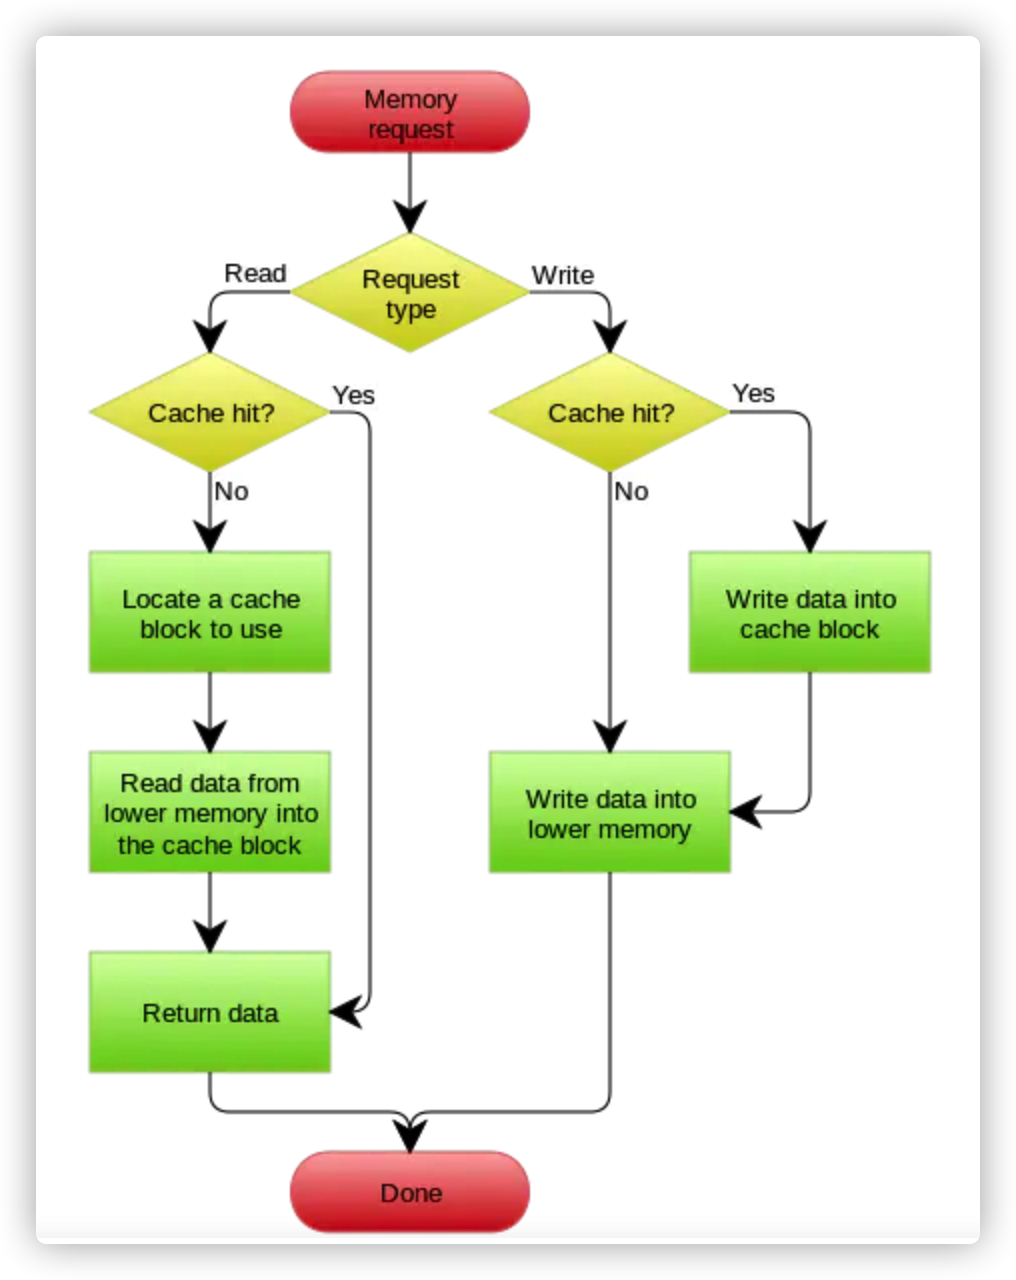 Memory
request
Request
type
Read
Write
Cache hit?
Yes
Cache hit?
Yes
No
No
Locate a cache
block to use
Write data into
cache block
Read data from
lower memory into
the cache block
Write data into
lower memory
Return data
Done